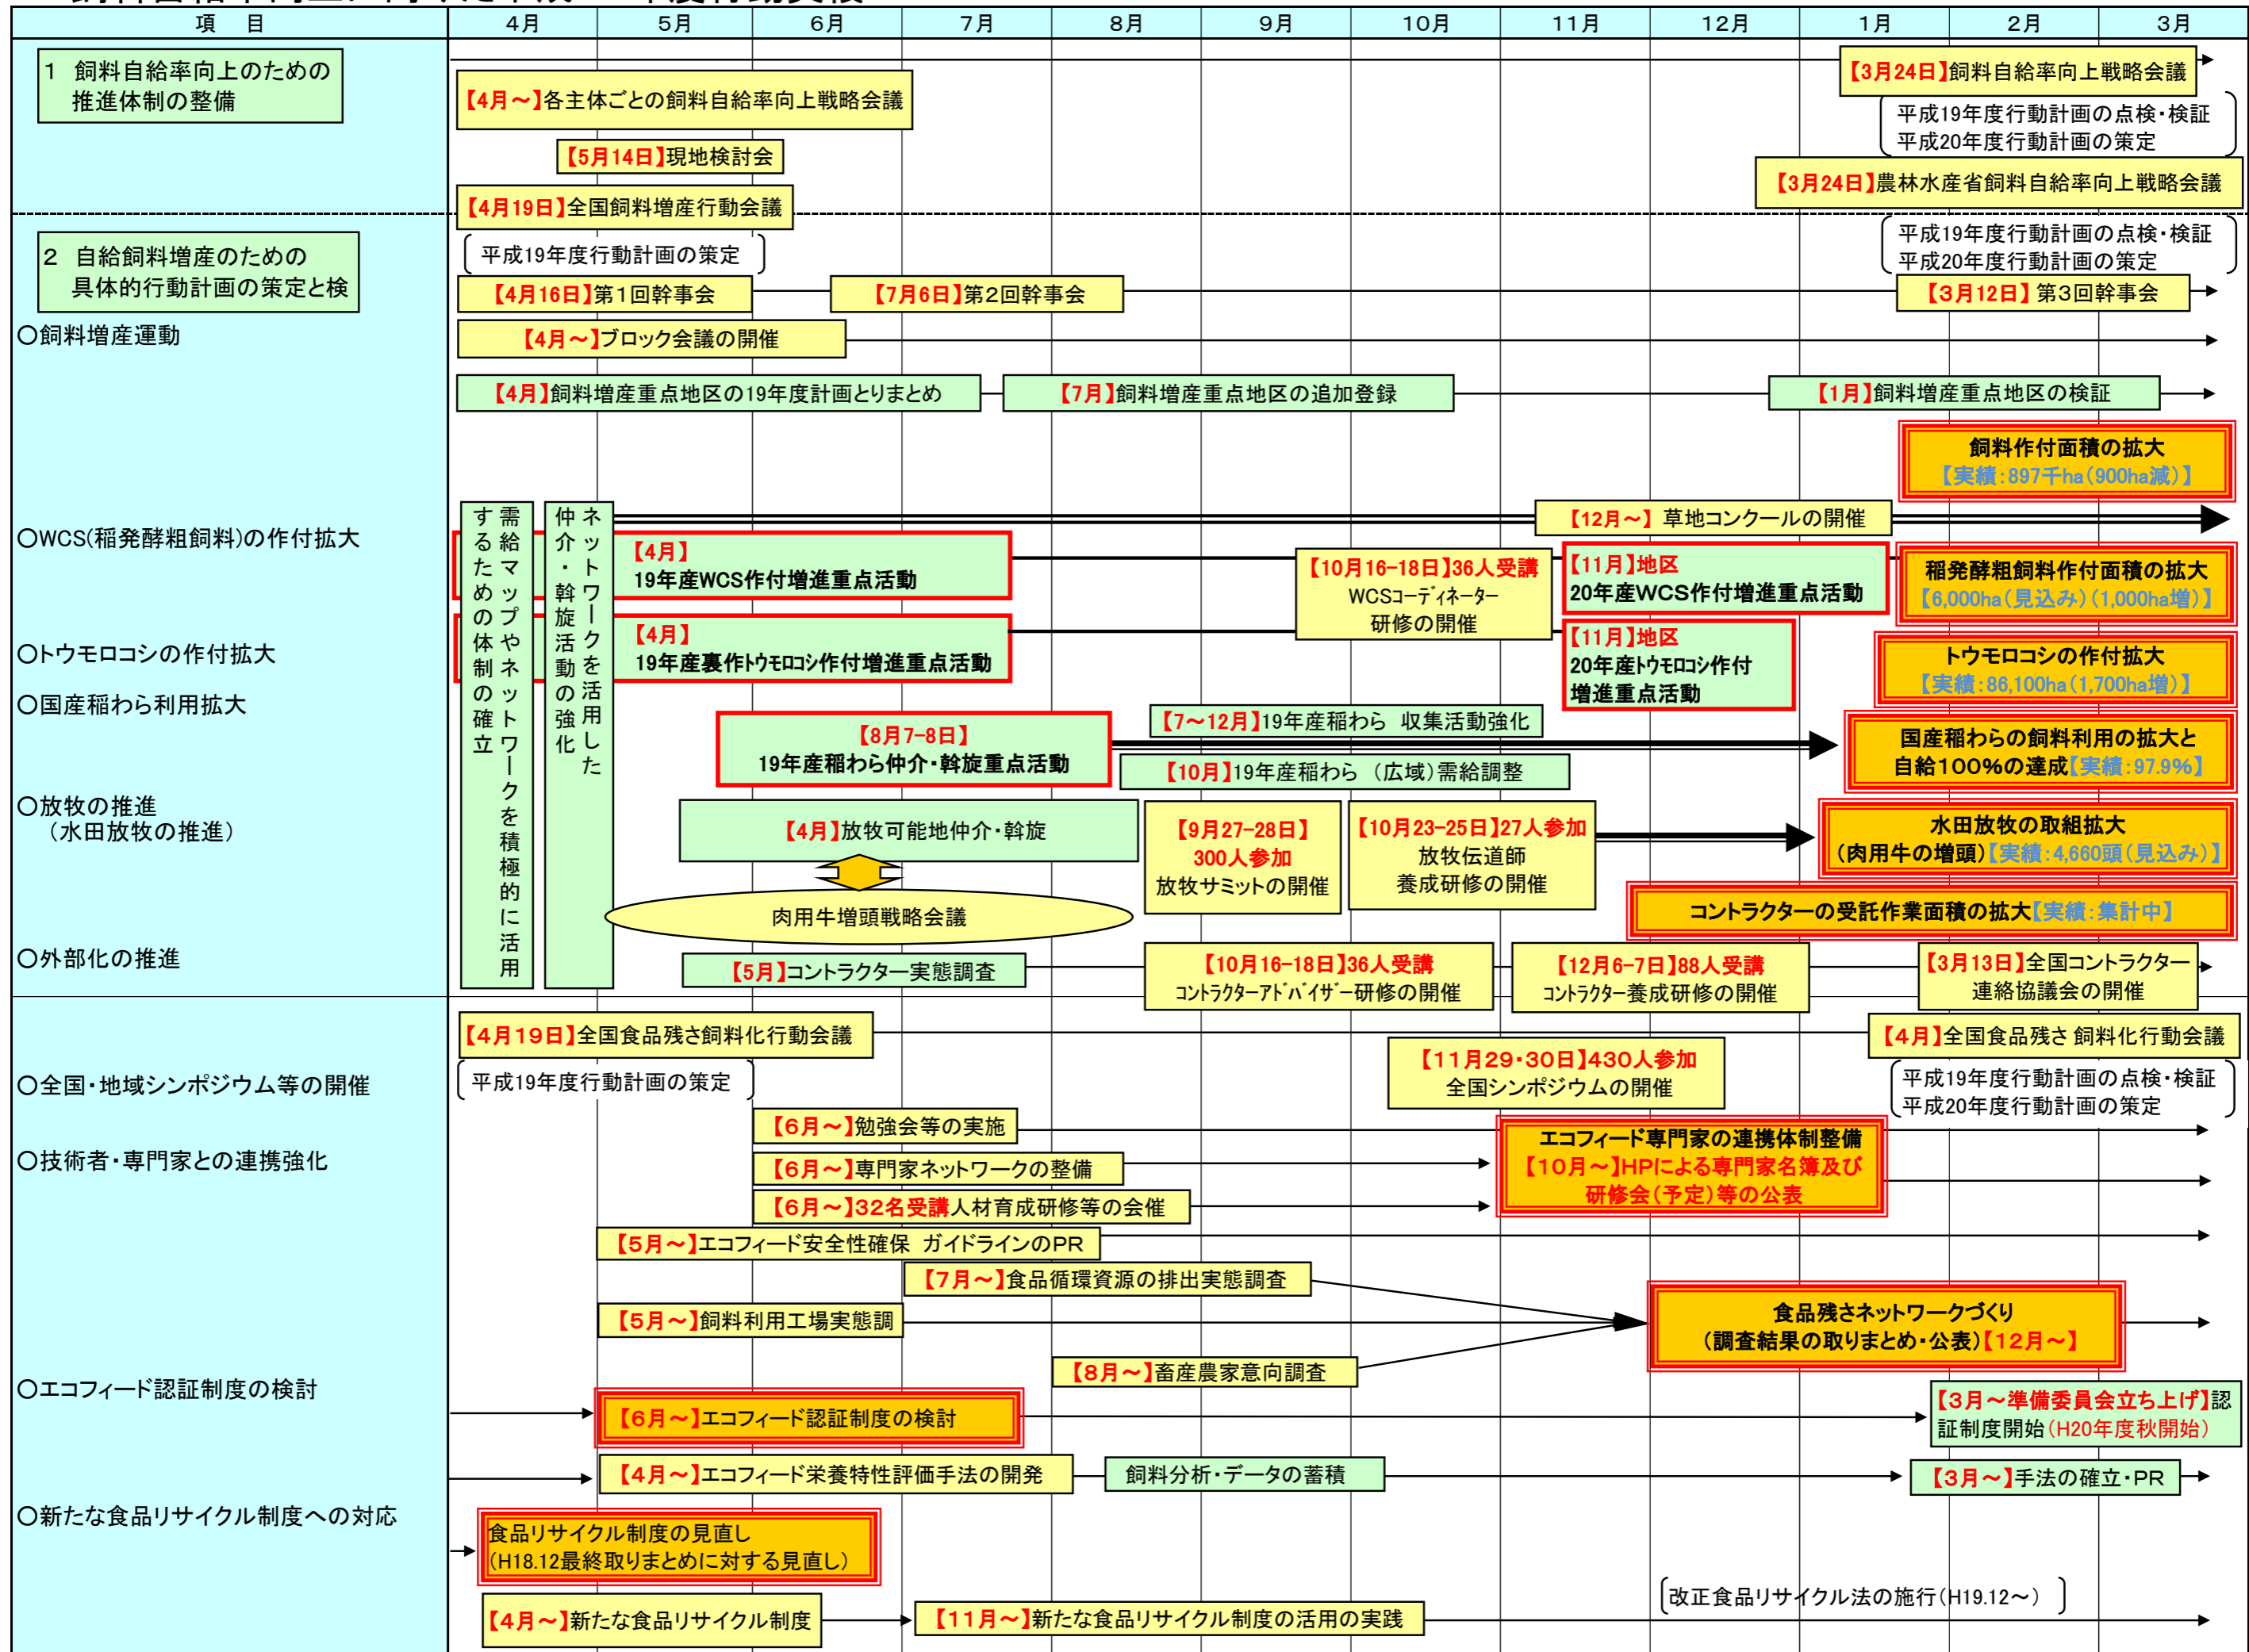 項　目
4月
5月
6月
7月
8月
9月
10月
11月
12月
1月
2月
3月
1　飼料自給率向上のための
推進体制の整備
【4月～】各主体ごとの飼料自給率向上戦略会議
【3月24日】飼料自給率向上戦略会議
平成19年度行動計画の点検・検証
平成20年度行動計画の策定
【5月14日】現地検討会
【3月24日】農林水産省飼料自給率向上戦略会議
【4月19日】全国飼料増産行動会議
2　自給飼料増産のための
具体的行動計画の策定と検
平成19年度行動計画の策定
平成19年度行動計画の点検・検証
平成20年度行動計画の策定
【4月16日】第1回幹事会
【7月6日】第2回幹事会
【3月12日】第3回幹事会
〇飼料増産運動
【4月～】ブロック会議の開催
【4月】飼料増産重点地区の19年度計画とりまとめ
【7月】飼料増産重点地区の追加登録
【1月】飼料増産重点地区の検証
飼料作付面積の拡大
【実績：897千ha（900ha減）】
需給マップやネットワークを積極的に活用
するための体制の確立
ネットワークを活用した
仲介・斡旋活動の強化
【12月～】草地コンクールの開催
〇WCS(稲発酵粗飼料)の作付拡大
【4月】
19年産WCS作付増進重点活動
【10月16-18日】36人受講
WCSコーディネーター
研修の開催
【11月】地区
20年産WCS作付増進重点活動
稲発酵粗飼料作付面積の拡大
【6,000ha（見込み）（1,000ha増）】
〇トウモロコシの作付拡大
【4月】
19年産裏作トウモロコシ作付増進重点活動
【11月】地区
20年産トウモロコシ作付
増進重点活動
トウモロコシの作付拡大
【実績：86,100ha（1,700ha増）】
〇国産稲わら利用拡大
【8月7-8日】
19年産稲わら仲介・斡旋重点活動
【7～12月】19年産稲わら　収集活動強化
【10月】19年産稲わら　（広域）需給調整
国産稲わらの飼料利用の拡大と
自給100％の達成【実績：97.9％】
〇放牧の推進
（水田放牧の推進）
【4月】放牧可能地仲介・斡旋
肉用牛増頭戦略会議
【9月27-28日】
300人参加
放牧サミットの開催
【10月23-25日】27人参加
放牧伝道師
養成研修の開催
水田放牧の取組拡大
（肉用牛の増頭）【実績：4,660頭（見込み）】
コントラクターの受託作業面積の拡大【実績：集計中】
〇外部化の推進
【5月】コントラクター実態調査
【10月16-18日】36人受講
コントラクターアドバイザー研修の開催
【12月6-7日】88人受講
コントラクター養成研修の開催
【3月13日】全国コントラクター
連絡協議会の開催
【4月19日】全国食品残さ飼料化行動会議
【4月】全国食品残さ飼料化行動会議
平成19年度行動計画の策定
平成19年度行動計画の点検・検証
平成20年度行動計画の策定
〇全国・地域シンポジウム等の開催
【11月29・30日】430人参加
全国シンポジウムの開催
【6月～】勉強会等の実施
〇技術者・専門家との連携強化
【6月～】専門家ネットワークの整備
【6月～】32名受講人材育成研修等の会催
エコフィード専門家の連携体制整備
【10月～】HPによる専門家名簿及び
研修会（予定）等の公表
【5月～】エコフィード安全性確保　ガイドラインのPR
【7月～】食品循環資源の排出実態調査
【5月～】飼料利用工場実態調
【8月～】畜産農家意向調査
食品残さネットワークづくり
（調査結果の取りまとめ・公表）【12月～】
〇エコフィード認証制度の検討
【6月～】エコフィード認証制度の検討
【3月～準備委員会立ち上げ】認
証制度開始（H20年度秋開始）
【4月～】エコフィード栄養特性評価手法の開発
飼料分析・データの蓄積
【3月～】手法の確立・PR
〇新たな食品リサイクル制度への対応
食品リサイクル制度の見直し
（H18.12最終取りまとめに対する見直し）
【4月～】新たな食品リサイクル制度
【11月～】新たな食品リサイクル制度の活用の実践
改正食品リサイクル法の施行（H19.12～）